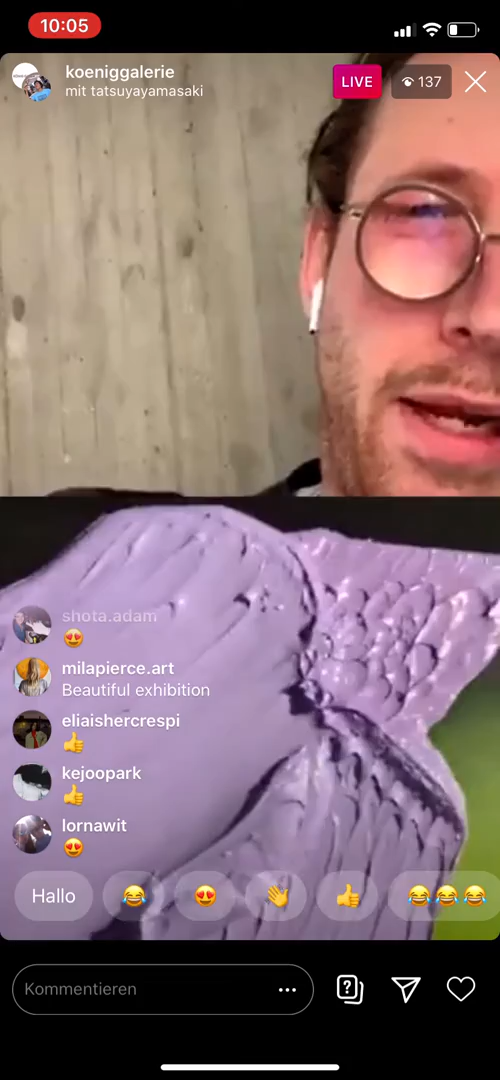 10:05
koeniggalerie
mit tatsuyayamasaki
LIVE
137
shota.adam
😍
milapierce.art
Beautiful exhibition
eliaishercrespi
👍
kejoopark
👍
lornawit
😍
Hallo 😂 😍 👋 👍 😂😂😂
Kommentieren